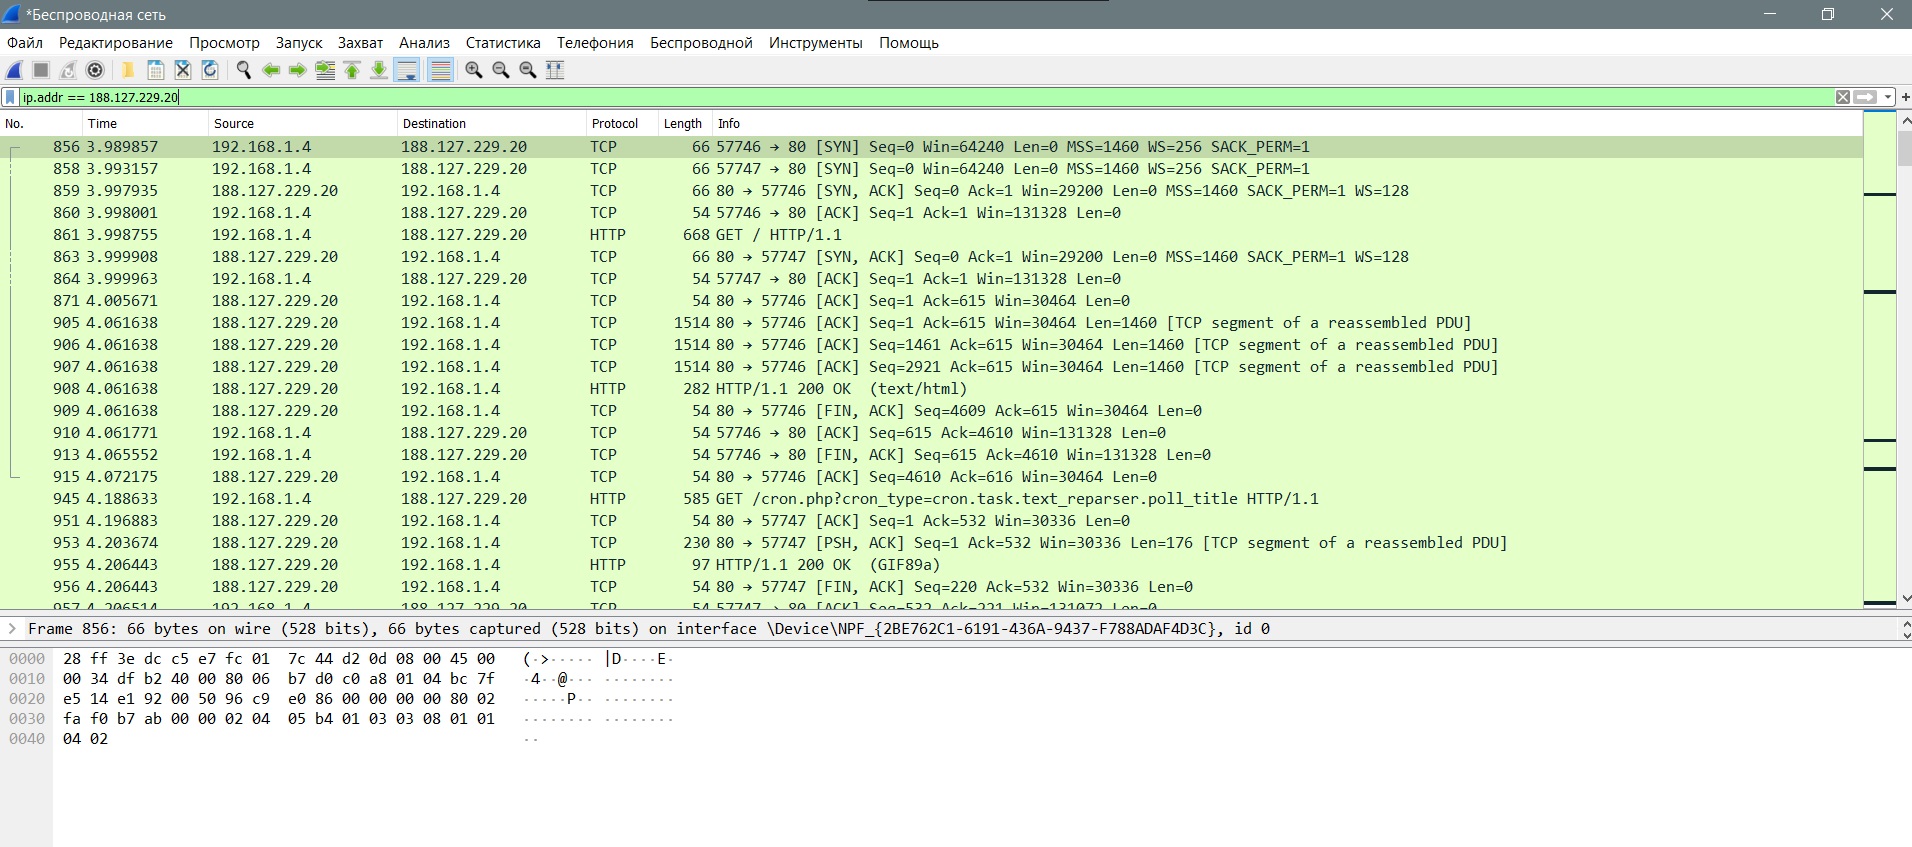 *Беспроводная сеть
Файл Редактирование Просмотр Запуск Захват Анализ Статистика Телефония Беспроводной Инструменты Помощь
ip.addr == 188.127.229.20
No. Time Source Destination Protocol Length Info
856 3.989857 192.168.1.4 188.127.229.20 TCP 66 57746 → 80 [SYN] Seq=0 Win=64240 Len=0 MSS=1460 WS=256 SACK_PERM=1
858 3.993157 192.168.1.4 188.127.229.20 TCP 66 57747 → 80 [SYN] Seq=0 Win=64240 Len=0 MSS=1460 WS=256 SACK_PERM=1
859 3.997935 188.127.229.20 192.168.1.4 TCP 66 80 → 57746 [SYN, ACK] Seq=0 Ack=1 Win=29200 Len=0 MSS=1460 SACK_PERM=1 WS=128
860 3.998001 192.168.1.4 188.127.229.20 TCP 54 57746 → 80 [ACK] Seq=1 Ack=1 Win=131328 Len=0
861 3.998755 192.168.1.4 188.127.229.20 HTTP 668 GET / HTTP/1.1
863 3.999908 188.127.229.20 192.168.1.4 TCP 66 80 → 57747 [SYN, ACK] Seq=0 Ack=1 Win=29200 Len=0 MSS=1460 SACK_PERM=1 WS=128
864 3.999963 192.168.1.4 188.127.229.20 TCP 54 57747 → 80 [ACK] Seq=1 Ack=1 Win=131328 Len=0
871 4.005671 188.127.229.20 192.168.1.4 TCP 54 80 → 57746 [ACK] Seq=1 Ack=615 Win=30464 Len=0
905 4.061638 188.127.229.20 192.168.1.4 TCP 1514 80 → 57746 [ACK] Seq=1 Ack=615 Win=30464 Len=1460 [TCP segment of a reassembled PDU]
906 4.061638 188.127.229.20 192.168.1.4 TCP 1514 80 → 57746 [ACK] Seq=1461 Ack=615 Win=30464 Len=1460 [TCP segment of a reassembled PDU]
907 4.061638 188.127.229.20 192.168.1.4 TCP 1514 80 → 57746 [ACK] Seq=2921 Ack=615 Win=30464 Len=1460 [TCP segment of a reassembled PDU]
908 4.061638 188.127.229.20 192.168.1.4 HTTP 282 HTTP/1.1 200 OK (text/html)
909 4.061638 188.127.229.20 192.168.1.4 TCP 54 80 → 57746 [FIN, ACK] Seq=4609 Ack=615 Win=30464 Len=0
910 4.061771 192.168.1.4 188.127.229.20 TCP 54 57746 → 80 [ACK] Seq=615 Ack=4610 Win=131328 Len=0
913 4.065552 192.168.1.4 188.127.229.20 TCP 54 57746 → 80 [FIN, ACK] Seq=615 Ack=4610 Win=131328 Len=0
915 4.072175 188.127.229.20 192.168.1.4 TCP 54 80 → 57746 [ACK] Seq=4610 Ack=616 Win=30464 Len=0
945 4.188633 192.168.1.4 188.127.229.20 HTTP 585 GET /cron.php?cron_type=cron.task.text_reparser.poll_title HTTP/1.1
951 4.196883 188.127.229.20 192.168.1.4 TCP 54 80 → 57747 [ACK] Seq=1 Ack=532 Win=30336 Len=0
953 4.203674 188.127.229.20 192.168.1.4 TCP 230 80 → 57747 [PSH, ACK] Seq=1 Ack=532 Win=30336 Len=176 [TCP segment of a reassembled PDU]
955 4.206443 188.127.229.20 192.168.1.4 HTTP 97 HTTP/1.1 200 OK (GIF89a)
956 4.206443 188.127.229.20 192.168.1.4 TCP 54 80 → 57747 [FIN, ACK] Seq=220 Ack=532 Win=30336 Len=0
957 4.206514 192.168.1.4 188.127.229.20 TCP 54 57747 → 80 [ACK] Seq=532 Ack=221 Win=131072 Len=0
Frame 856: 66 bytes on wire (528 bits), 66 bytes captured (528 bits) on interface \Device\NPF_{2BE762C1-6191-436A-9437-F788ADAF4D3C}, id 0
0000 28 ff 3e dc c5 e7 fc 01 7c 44 d2 0d 08 00 45 00 (·>····· |D····E·
0010 00 34 df b2 40 00 80 06 b7 d0 c0 a8 01 04 bc 7f ·4··@··· ········
0020 e5 14 e1 92 00 50 96 c9 e0 86 00 00 00 00 80 02 ·····P·· ········
0030 fa f0 b7 ab 00 00 02 04 05 b4 01 03 03 08 01 01 ········ ········
0040 04 02 ··